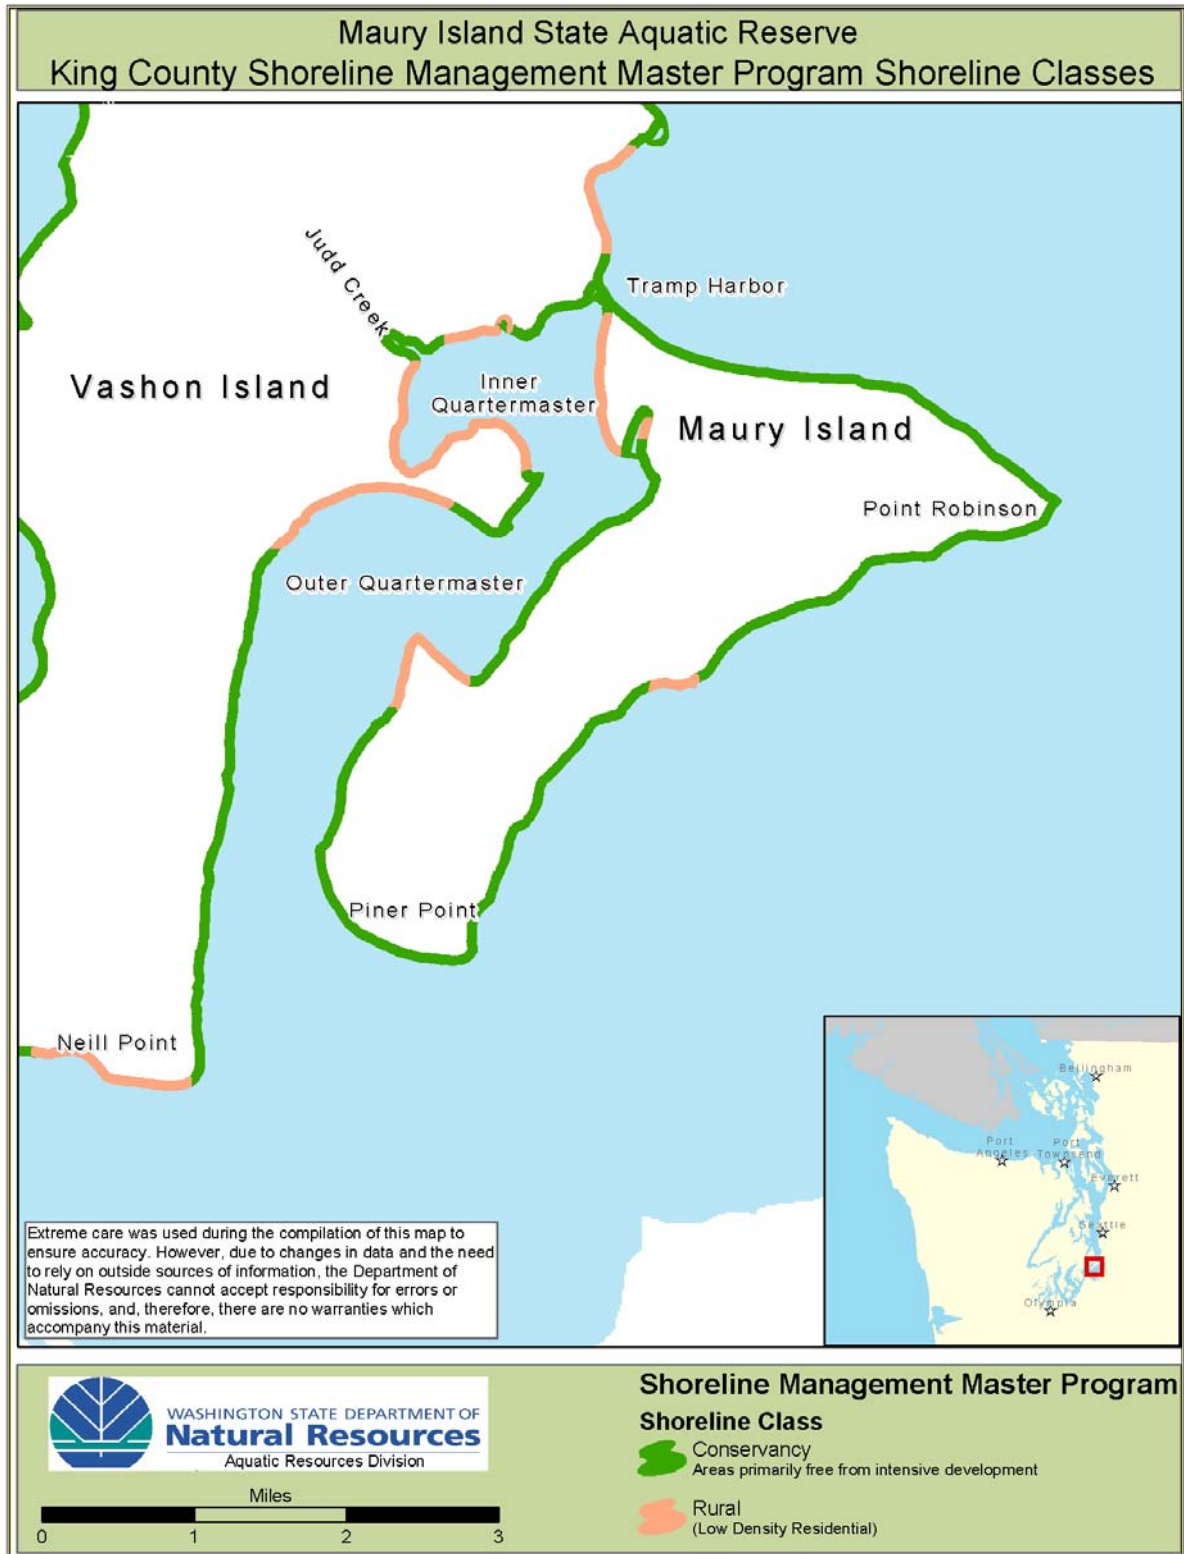 Maury Island State Aquatic Reserve
King County Shoreline Management Master Program Shoreline Classes
Judd Creek
Tramp Harbor
Vashon Island
Inner
Quartermaster
Maury Island
Point Robinson
Outer Quartermaster
Piner Point
Neill Point
Bellingham
Port
Angeles
Port
Townsend
Everett
Seattle
Olympia
Extreme care was used during the compilation of this map to
ensure accuracy. However, due to changes in data and the need
to rely on outside sources of information, the Department of
Natural Resources cannot accept responsibility for errors or
omissions, and, therefore, there are no warranties which
accompany this material.
WASHINGTON STATE DEPARTMENT OF
Natural Resources
Aquatic Resources Division
Miles
0 1 2 3
Shoreline Management Master Program
Shoreline Class
Conservancy
Areas primarily free from intensive development
Rural
(Low Density Residential)